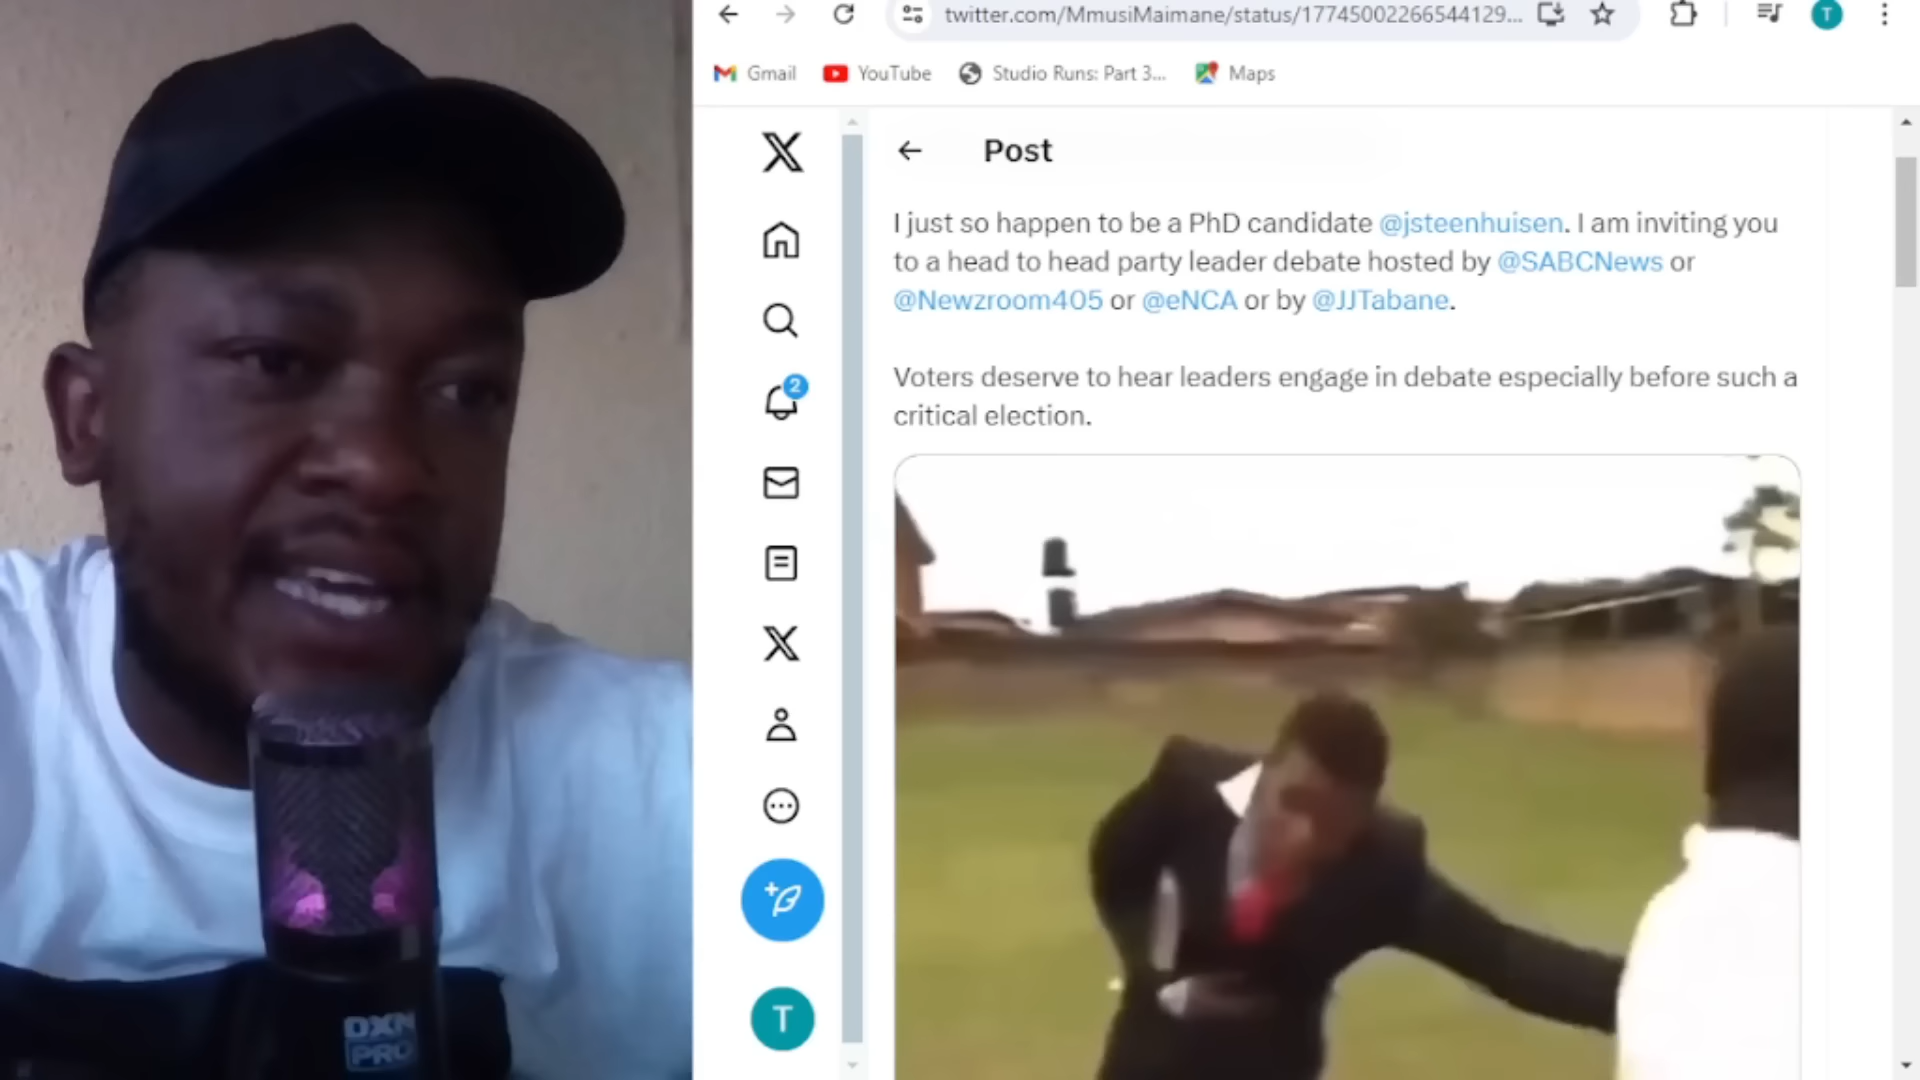 twitter.com/MmusiMaimane/status/17745002266544129...
T
Gmail
YouTube
Studio Runs: Part 3...
Maps
Post
I just so happen to be a PhD candidate @jsteenhuisen. I am inviting you
to a head to head party leader debate hosted by @SABCNews or
@Newzroom405 or @eNCA or by @JJTabane.
Voters deserve to hear leaders engage in debate especially before such a
critical election.
2
T
DXN
PRO